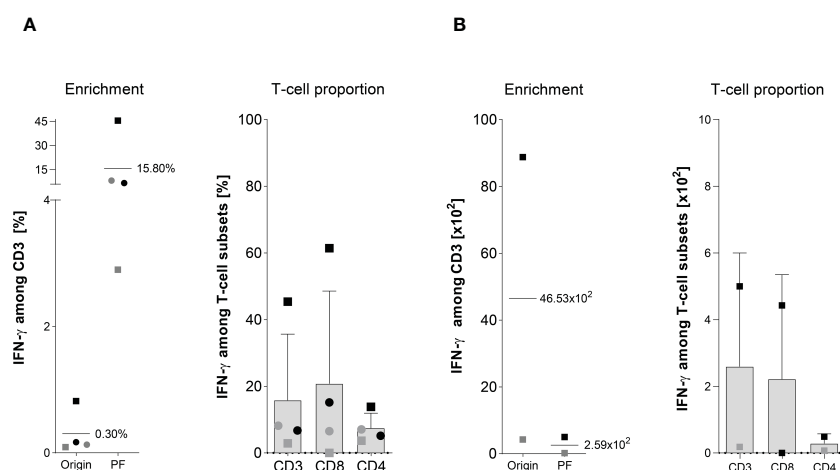 A
B
Enrichment
T-cell proportion
Enrichment
T-cell proportion
IFN-γ among CD3 [%]
45
30
15
4
2
0
15.80%
0.30%
Origin
PF
IFN-γ among T-cell subsets [%]
100
80
60
40
20
0
CD3
CD8
CD4
IFN-γ among CD3 [x10²]
100
80
60
40
20
0
46.53x10²
2.59x10²
Origin
PF
IFN-γ among T-cell subsets [x10²]
10
8
6
4
2
0
CD3
CD8
CD4